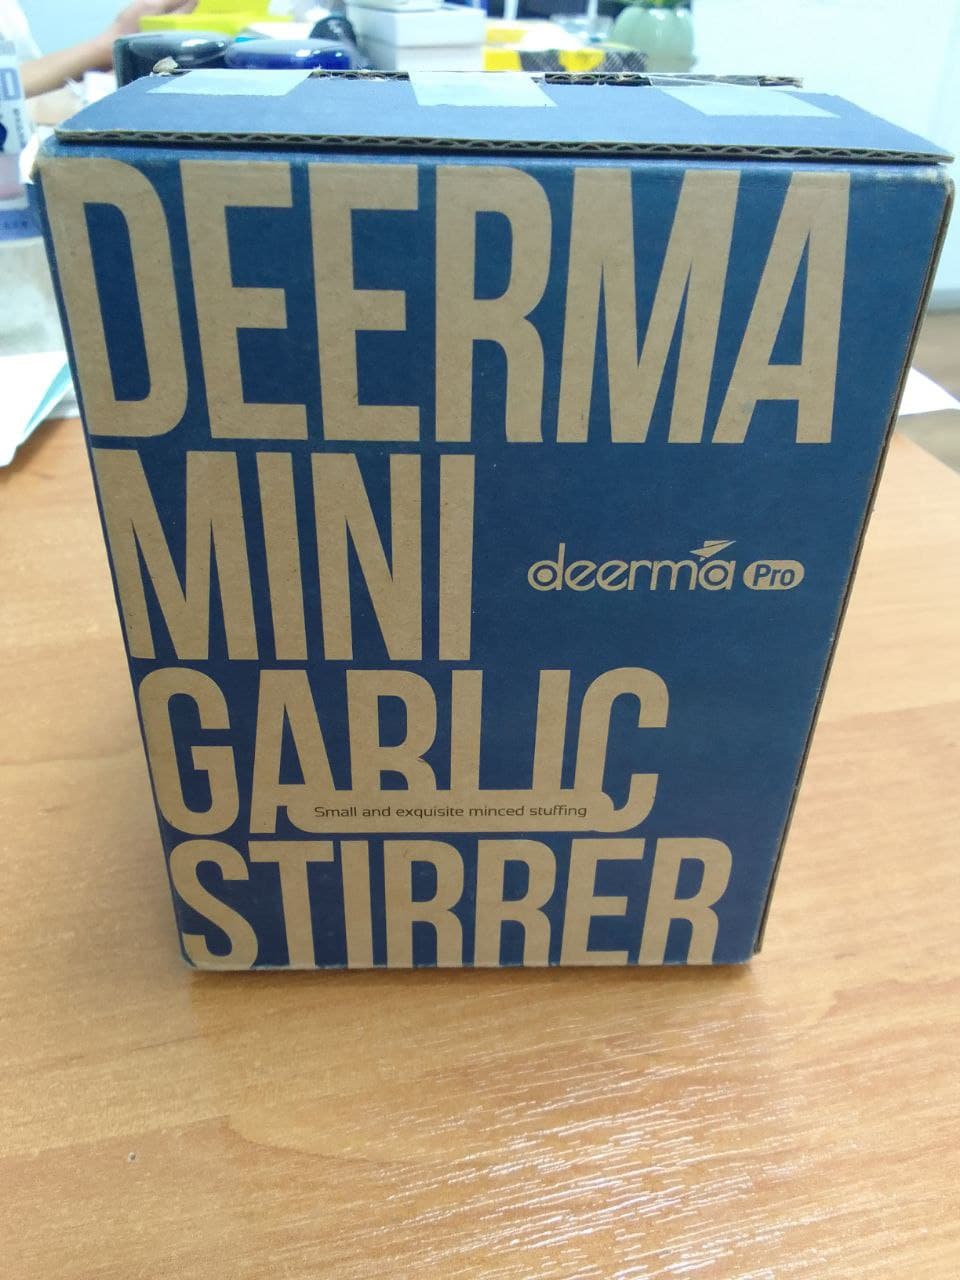 DEERMA
MINI
deerma Pro
GARLIC
Small and exquisite minced stuffing
STIRRER